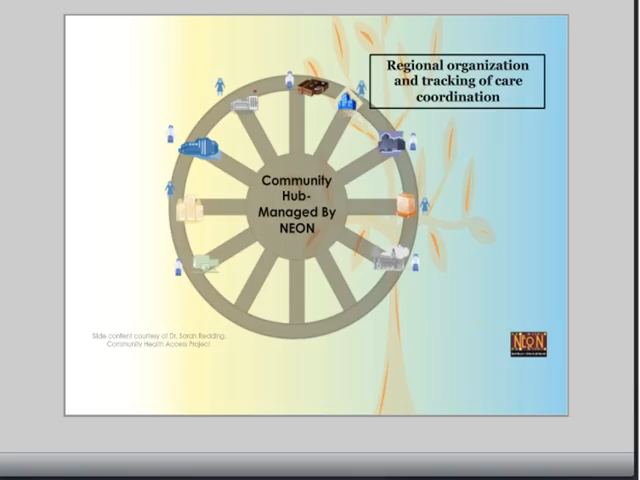 Regional organization
and tracking of care
coordination
Community
Hub-
Managed By
NEON
Slide content courtesy of Dr. Sarah Redding,
Community Health Access Project
NEON